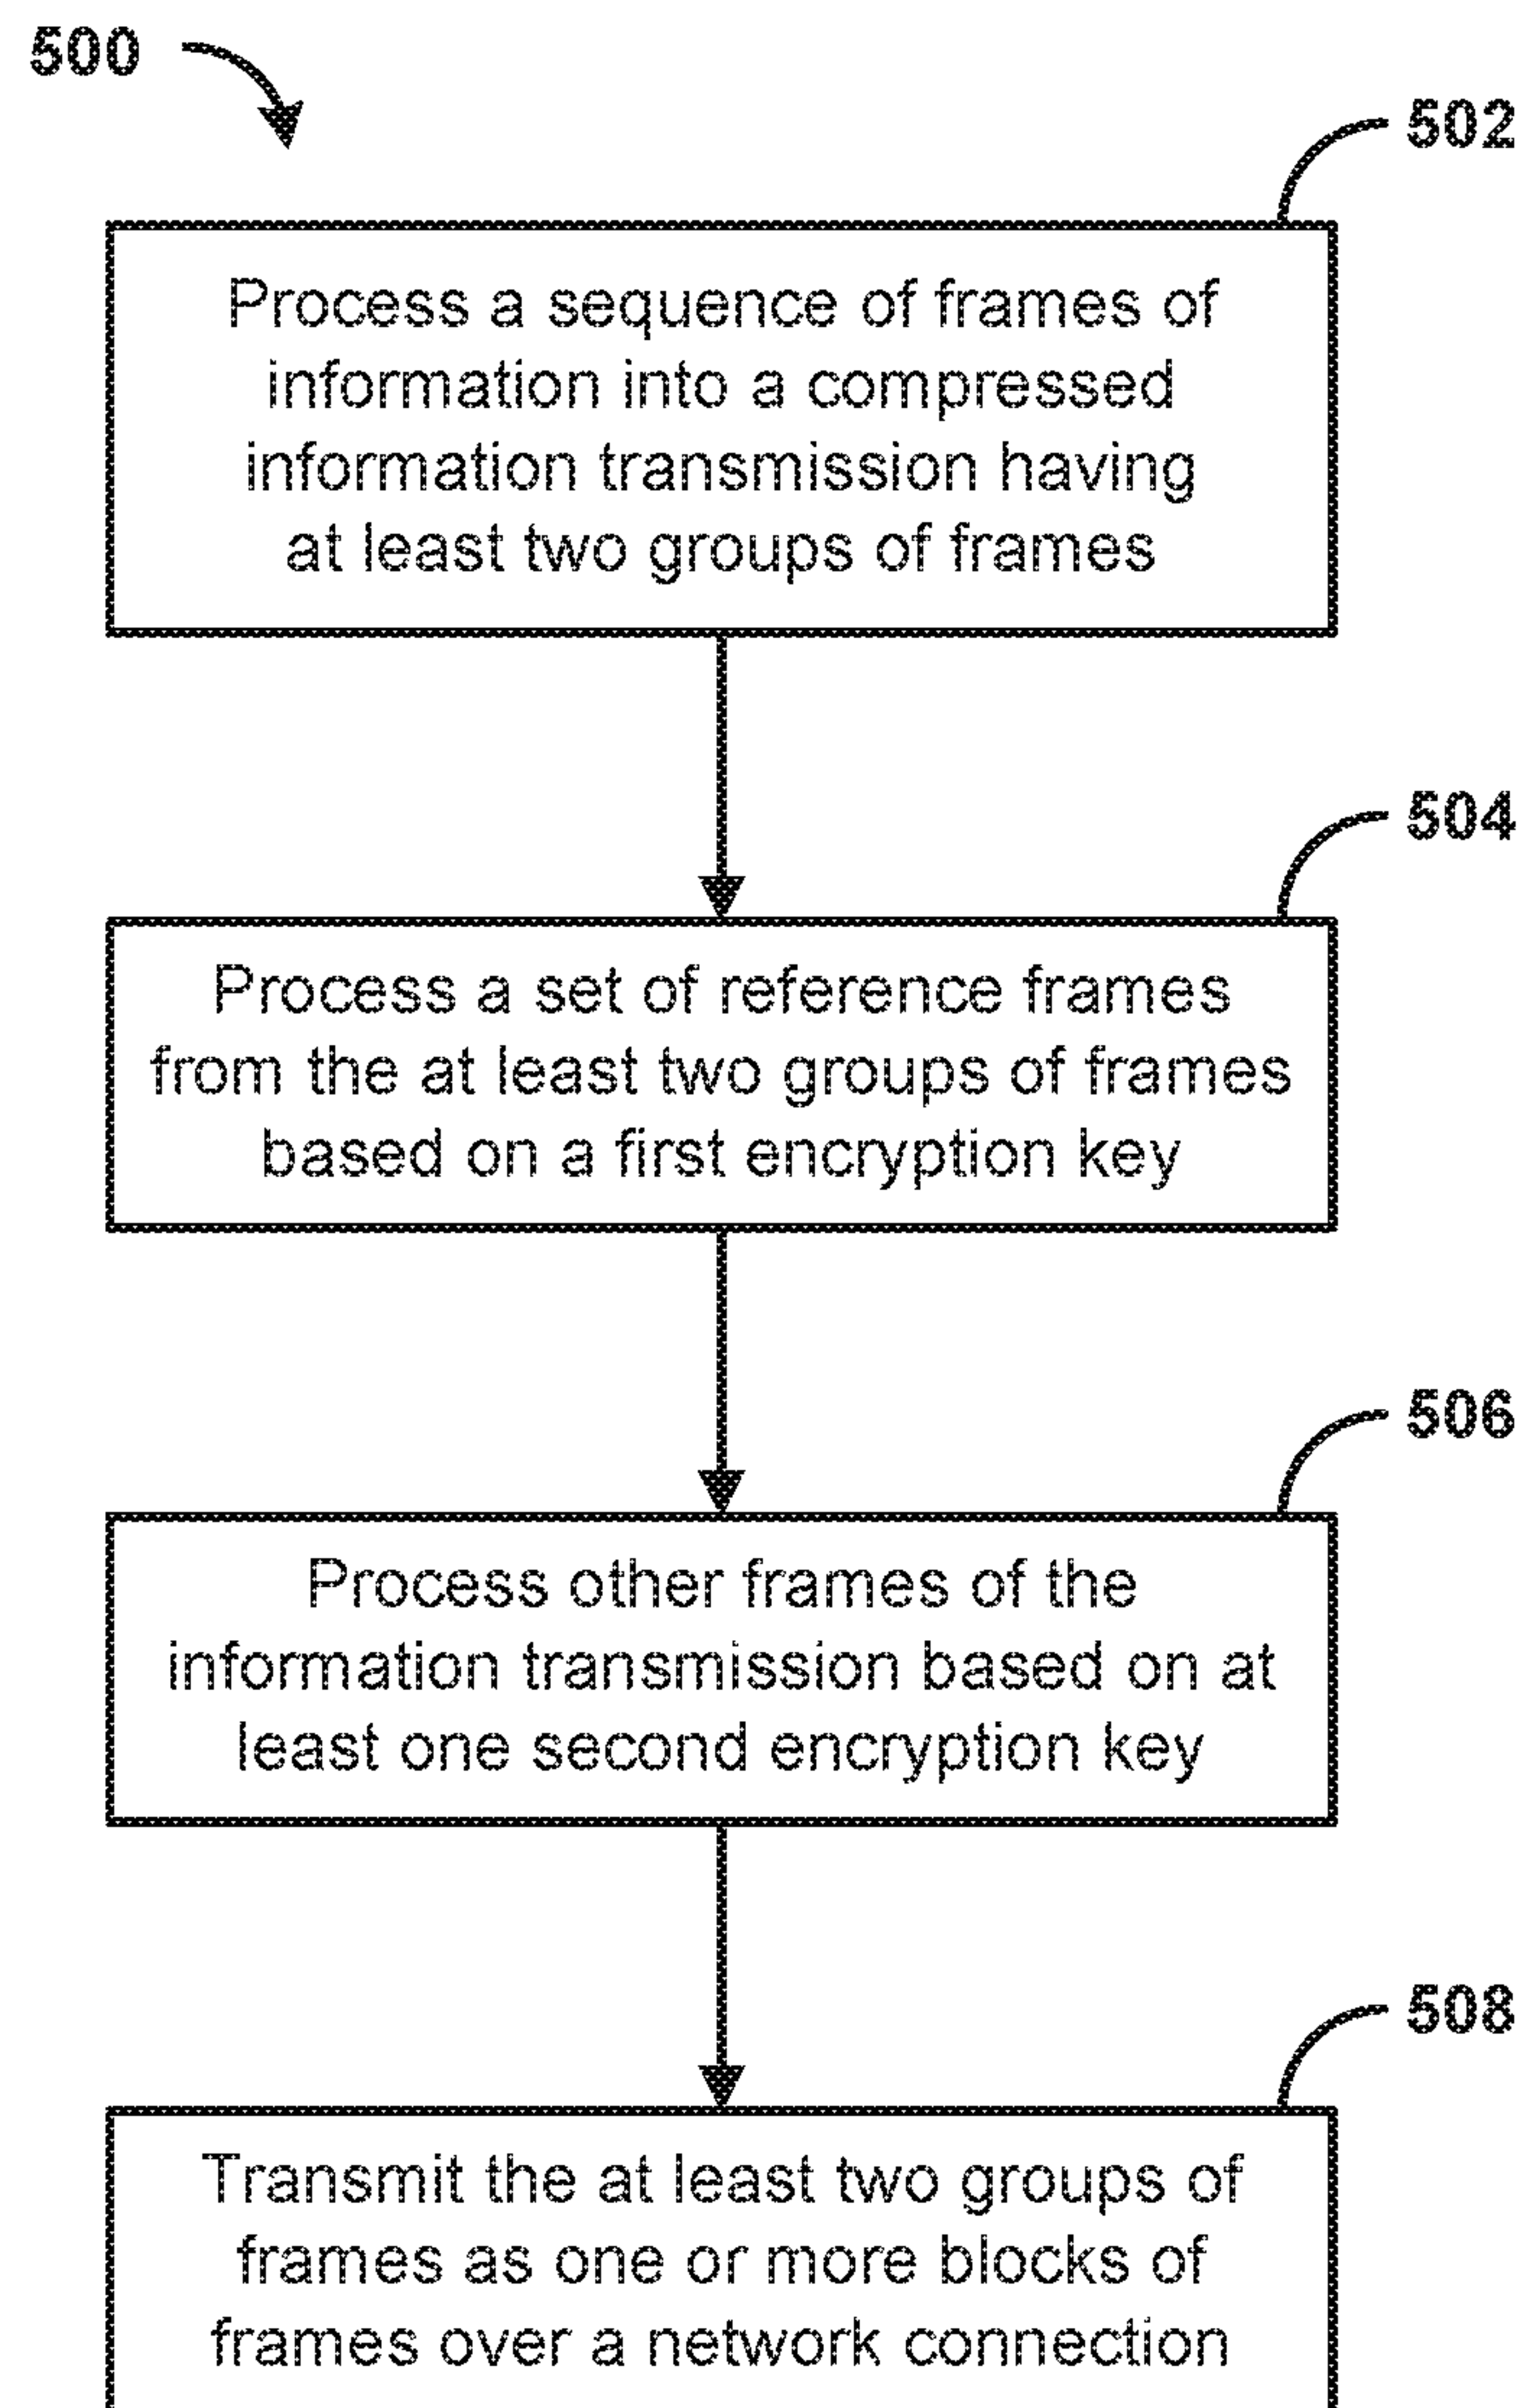 500
502
Process a sequence of frames of
information into a compressed
information transmission having
at least two groups of frames
504
Process a set of reference frames
from the at least two groups of frames
based on a first encryption key
506
Process other frames of the
information transmission based on at
least one second encryption key
508
Transmit the at least two groups of
frames as one or more blocks of
frames over a network connection